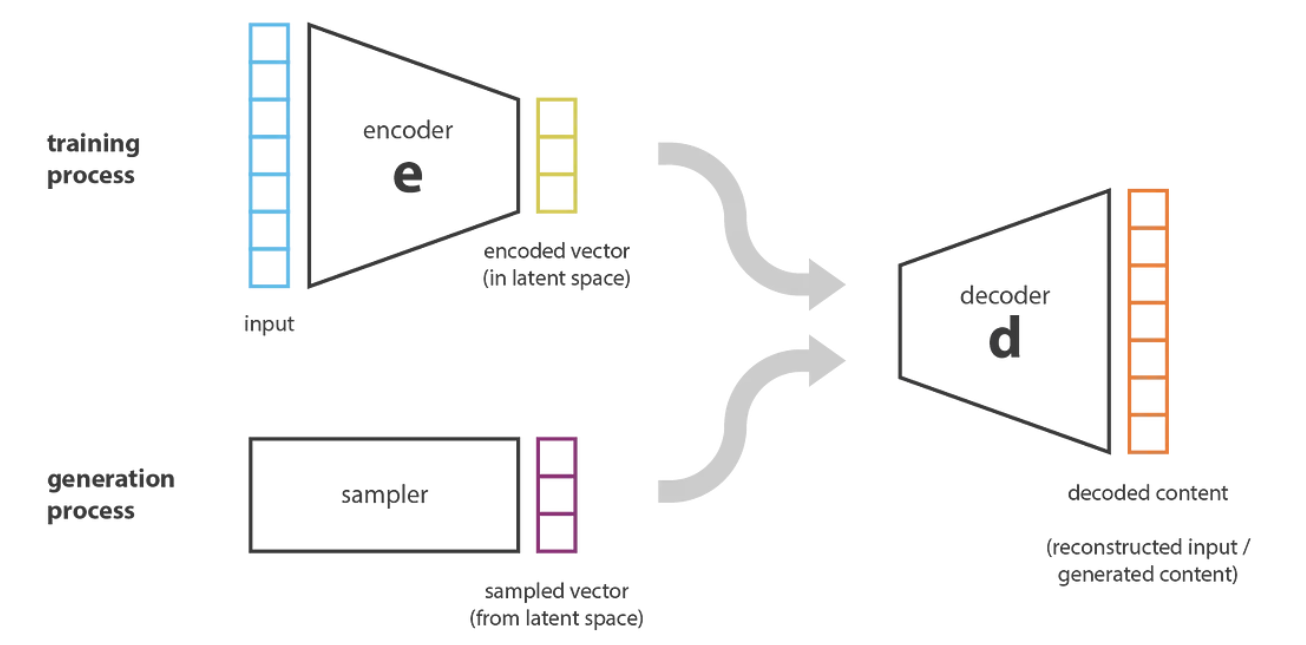 training
process
encoder
e
encoded vector
(in latent space)
input
decoder
d
decoded content
(reconstructed input /
generated content)
generation
process
sampler
sampled vector
(from latent space)